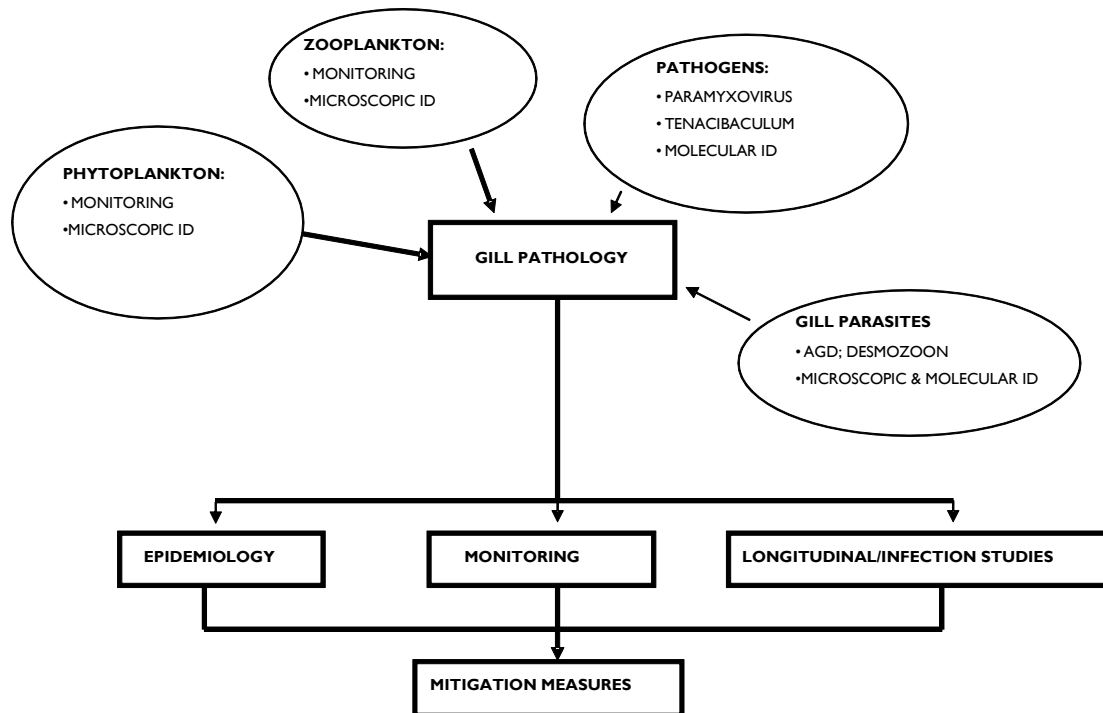 ZOOPLANKTON:
• MONITORING
•MICROSCOPIC ID
PATHOGENS:
• PARAMYXOVIRUS
• TENACIBACULUM
• MOLECULAR ID
PHYTOPLANKTON:
• MONITORING
•MICROSCOPIC ID
GILL PATHOLOGY
GILL PARASITES
• AGD; DESMOZOON
•MICROSCOPIC & MOLECULAR ID
EPIDEMIOLOGY
MONITORING
LONGITUDINAL/INFECTION STUDIES
MITIGATION MEASURES